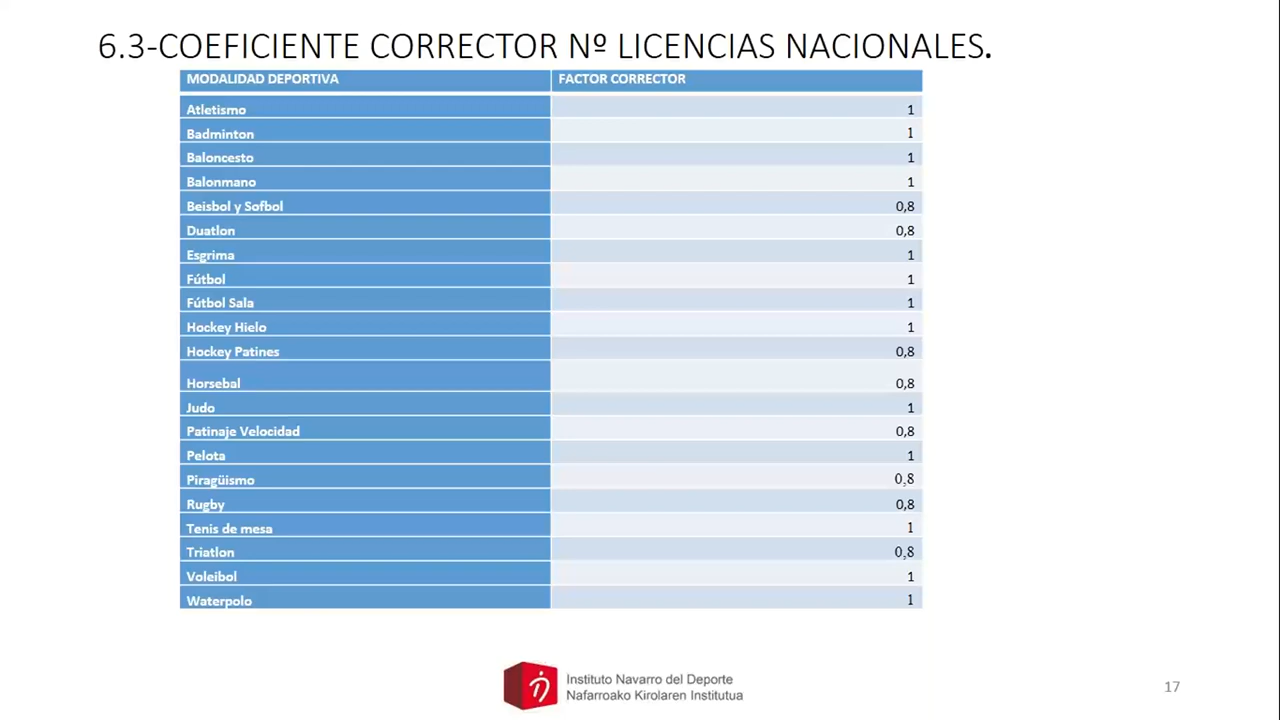 6.3-COEFICIENTE CORRECTOR Nº LICENCIAS NACIONALES.
MODALIDAD DEPORTIVA FACTOR CORRECTOR
Atletismo 1
Badminton 1
Baloncesto 1
Balonmano 1
Beisbol y Sofbol 0,8
Duatlon 0,8
Esgrima 1
Fútbol 1
Fútbol Sala 1
Hockey Hielo 1
Hockey Patines 0,8
Horsebal 0,8
Judo 1
Patinaje Velocidad 0,8
Pelota 1
Piragüismo 0,8
Rugby 0,8
Tenis de mesa 1
Triatlon 0,8
Voleibol 1
Waterpolo 1
Instituto Navarro del Deporte
Nafarroako Kirolaren Institutua
17